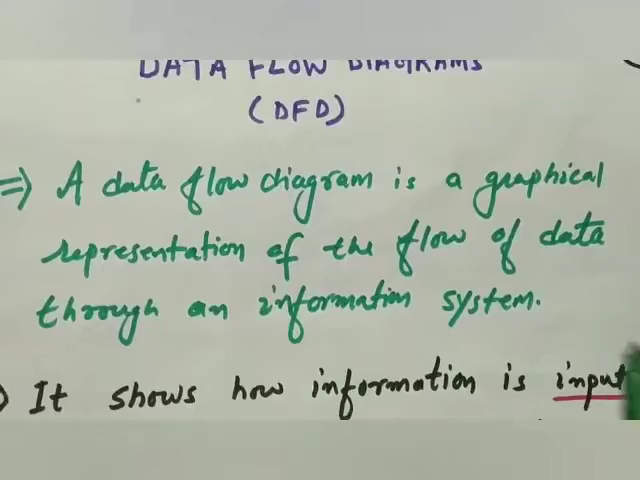 DATA FLOW DIAGRAMS
(DFD)
⇒ A data flow diagram is a graphical
representation of the flow of data
through an information system.
It shows how information is input